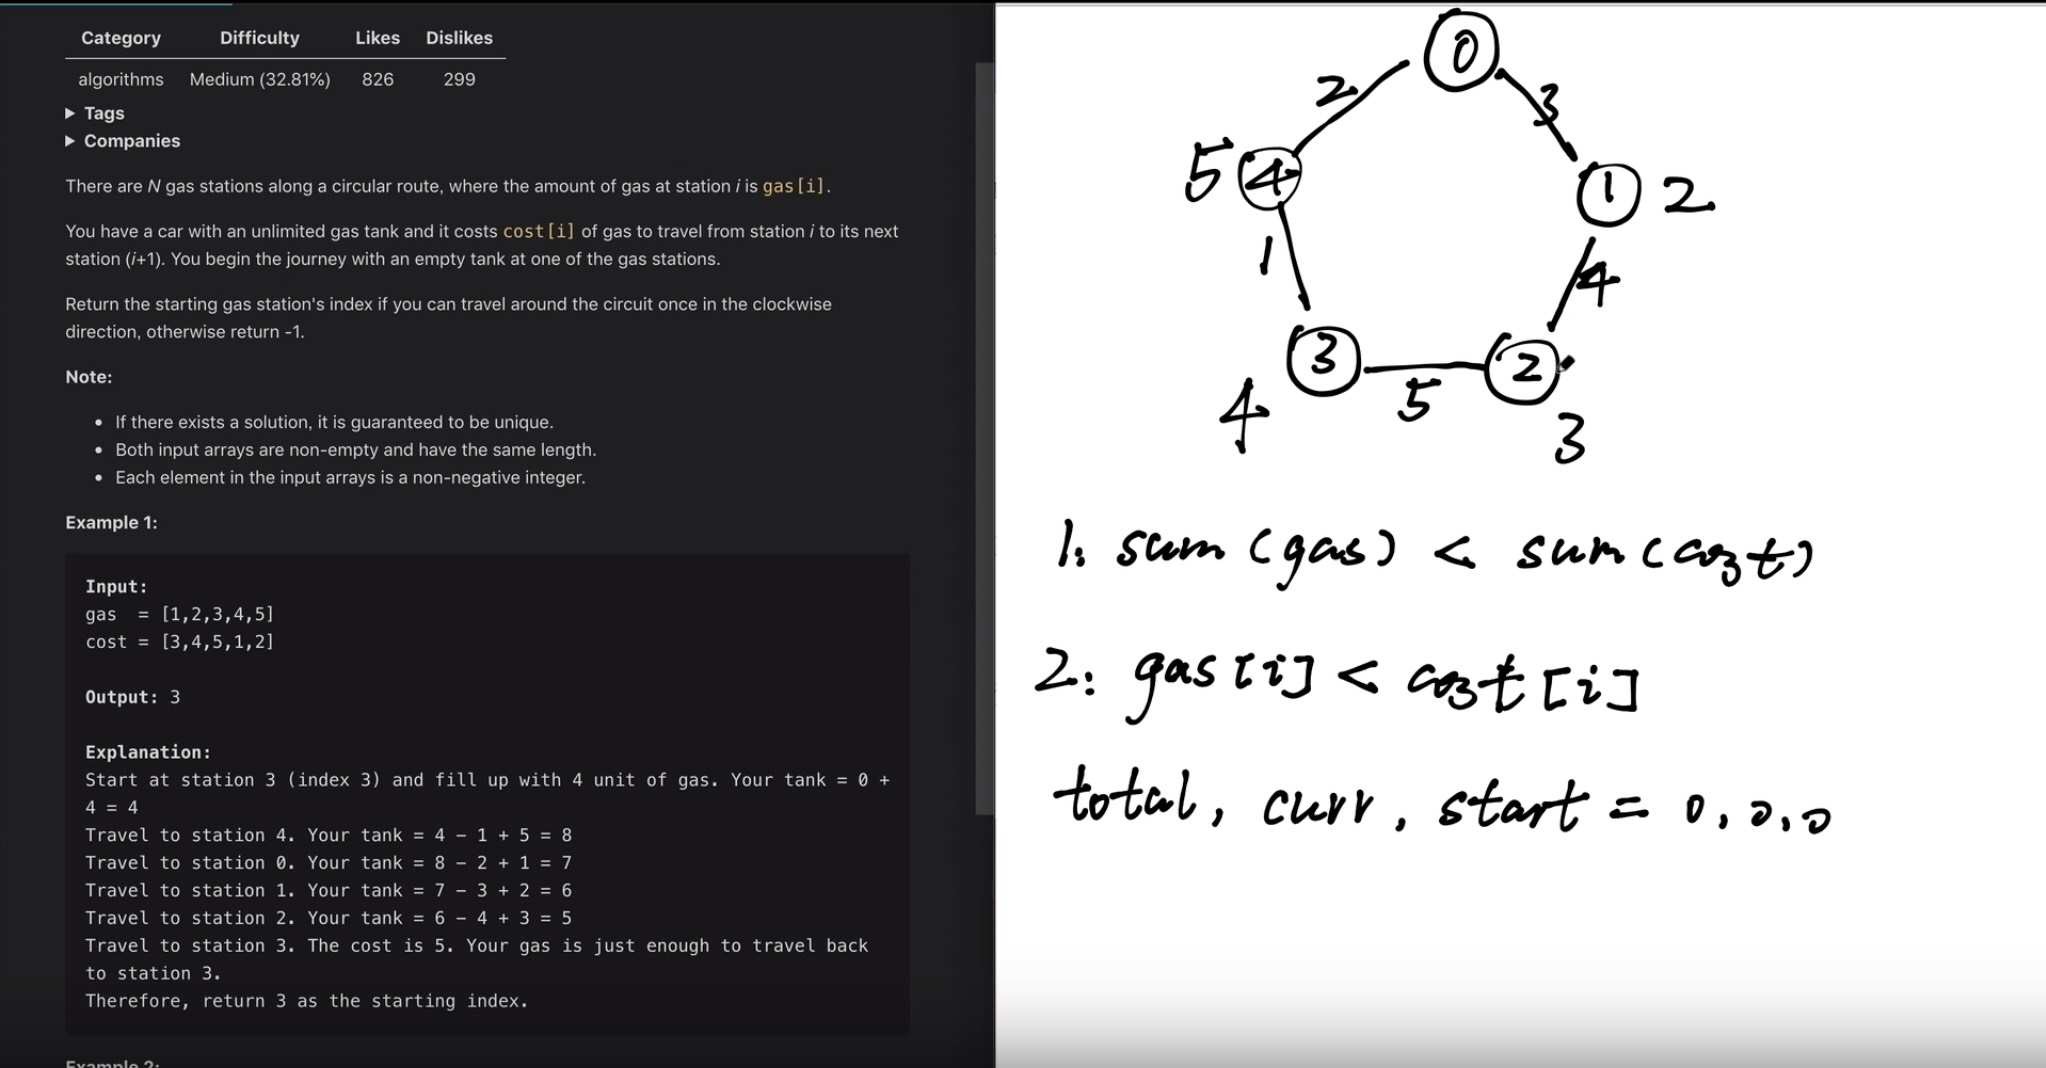 Category Difficulty Likes Dislikes
algorithms Medium (32.81%) 826 299
▶ Tags
▶ Companies
There are N gas stations along a circular route, where the amount of gas at station i is gas[i].
You have a car with an unlimited gas tank and it costs cost[i] of gas to travel from station i to its next
station (i+1). You begin the journey with an empty tank at one of the gas stations.
Return the starting gas station's index if you can travel around the circuit once in the clockwise
direction, otherwise return -1.
Note:
• If there exists a solution, it is guaranteed to be unique.
• Both input arrays are non-empty and have the same length.
• Each element in the input arrays is a non-negative integer.
Example 1:
Input:
gas = [1,2,3,4,5]
cost = [3,4,5,1,2]
Output: 3
Explanation:
Start at station 3 (index 3) and fill up with 4 unit of gas. Your tank = 0 +
4 = 4
Travel to station 4. Your tank = 4 - 1 + 5 = 8
Travel to station 0. Your tank = 8 - 2 + 1 = 7
Travel to station 1. Your tank = 7 - 3 + 2 = 6
Travel to station 2. Your tank = 6 - 4 + 3 = 5
Travel to station 3. The cost is 5. Your gas is just enough to travel back
to station 3.
Therefore, return 3 as the starting index.
Example 2:
0
2 3
5 4 1 2
1 4
3 2
4 5 3
1: sum (gas) < sum (cost)
2: gas [i] < cost [i]
total, curr, start = 0, 0, 0